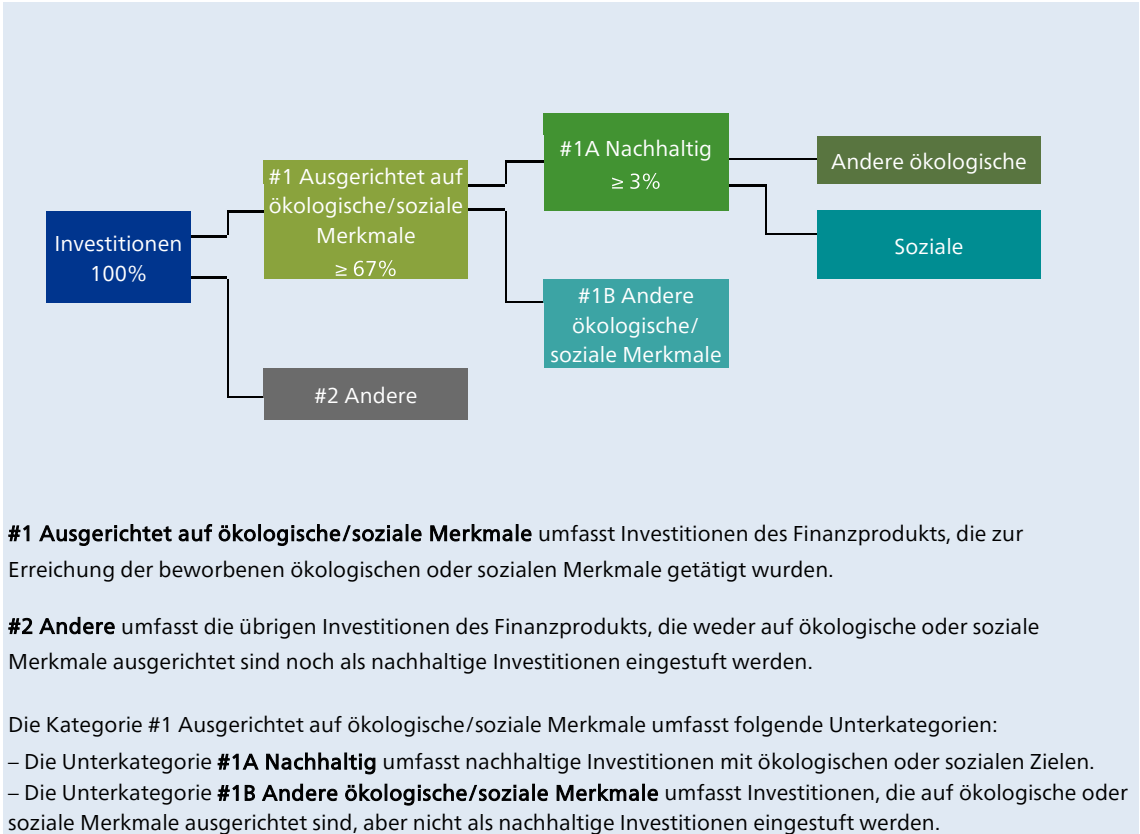 Investitionen
100%
#1 Ausgerichtet auf
ökologische/soziale
Merkmale
≥ 67%
#2 Andere
#1A Nachhaltig
≥ 3%
#1B Andere
ökologische/
soziale Merkmale
Andere ökologische
Soziale
#1 Ausgerichtet auf ökologische/soziale Merkmale umfasst Investitionen des Finanzprodukts, die zur
Erreichung der beworbenen ökologischen oder sozialen Merkmale getätigt wurden.
#2 Andere umfasst die übrigen Investitionen des Finanzprodukts, die weder auf ökologische oder soziale
Merkmale ausgerichtet sind noch als nachhaltige Investitionen eingestuft werden.
Die Kategorie #1 Ausgerichtet auf ökologische/soziale Merkmale umfasst folgende Unterkategorien:
– Die Unterkategorie #1A Nachhaltig umfasst nachhaltige Investitionen mit ökologischen oder sozialen Zielen.
– Die Unterkategorie #1B Andere ökologische/soziale Merkmale umfasst Investitionen, die auf ökologische oder
soziale Merkmale ausgerichtet sind, aber nicht als nachhaltige Investitionen eingestuft werden.